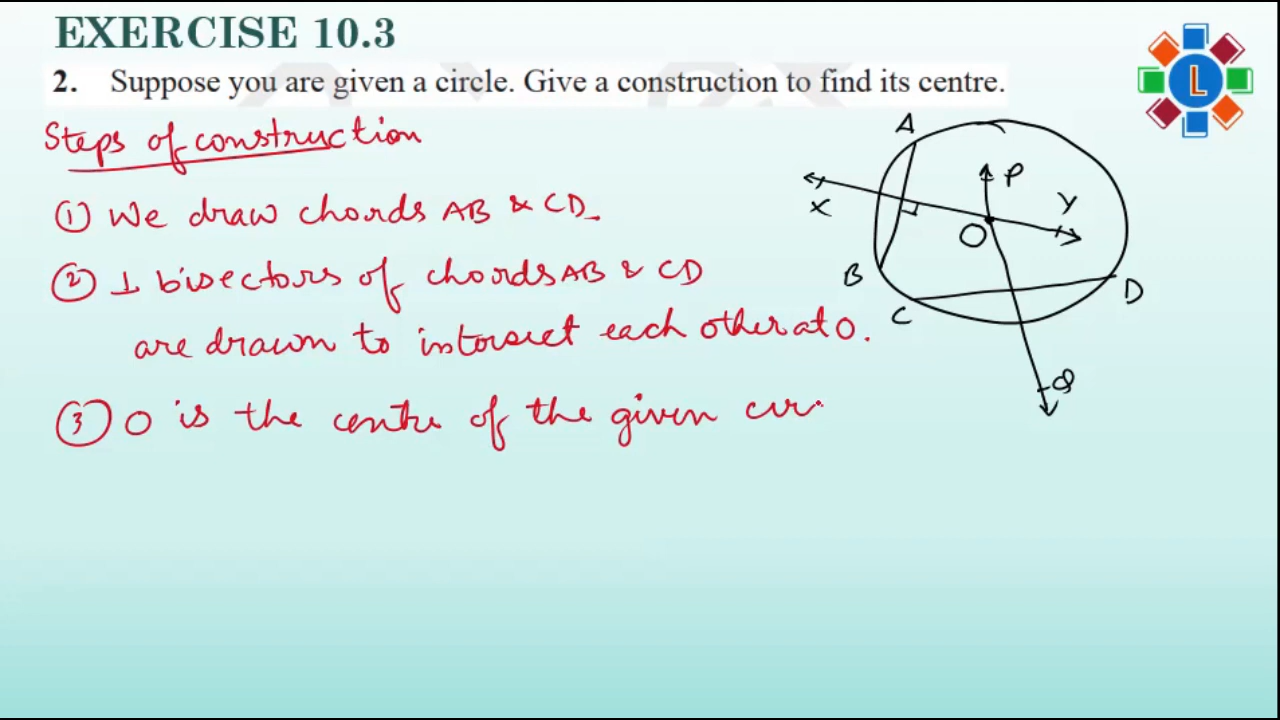 EXERCISE 10.3
2. Suppose you are given a circle. Give a construction to find its centre.
Steps of construction
① We draw chords AB & CD.
② ⊥ bisectors of chords AB & CD
are drawn to intersect each other at O.
③ O is the centre of the given cir
A
P
X
Y
O
B
C
D
Q
L